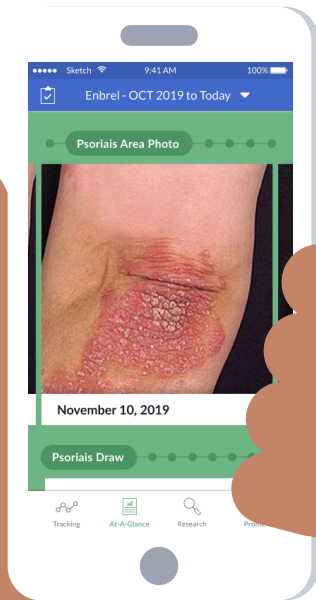 Sketch 9:41 AM 100%
Enbrel - OCT 2019 to Today
Psoriais Area Photo
November 10, 2019
Psoriais Draw
Tracking At-A-Glance Research